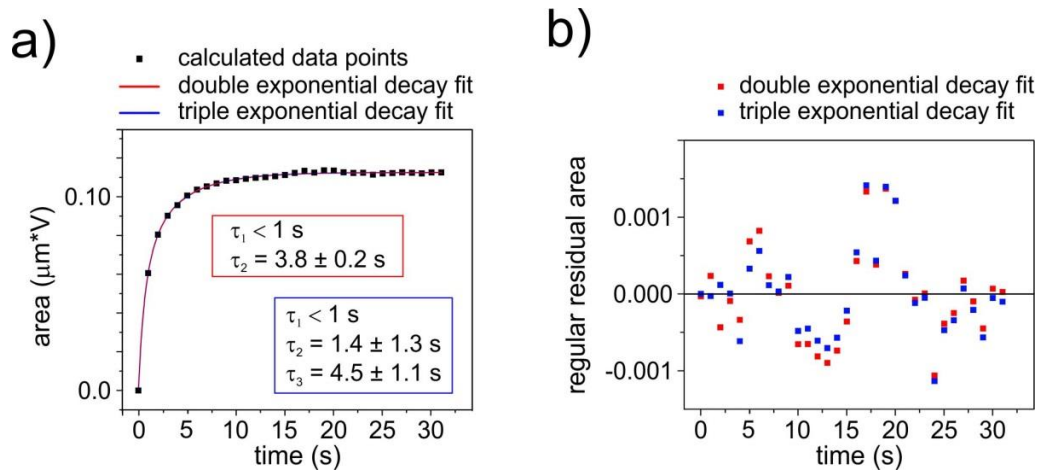 a)
calculated data points
double exponential decay fit
triple exponential decay fit
area (μm*V)
0.10
0.0
τ₁ < 1 s
τ₂ = 3.8 ± 0.2 s
τ₁ < 1 s
τ₂ = 1.4 ± 1.3 s
τ₃ = 4.5 ± 1.1 s
0 5 10 15 20 25 30
time (s)
b)
double exponential decay fit
triple exponential decay fit
regular residual area
0.001
0.000
-0.001
0 5 10 15 20 25 30
time (s)